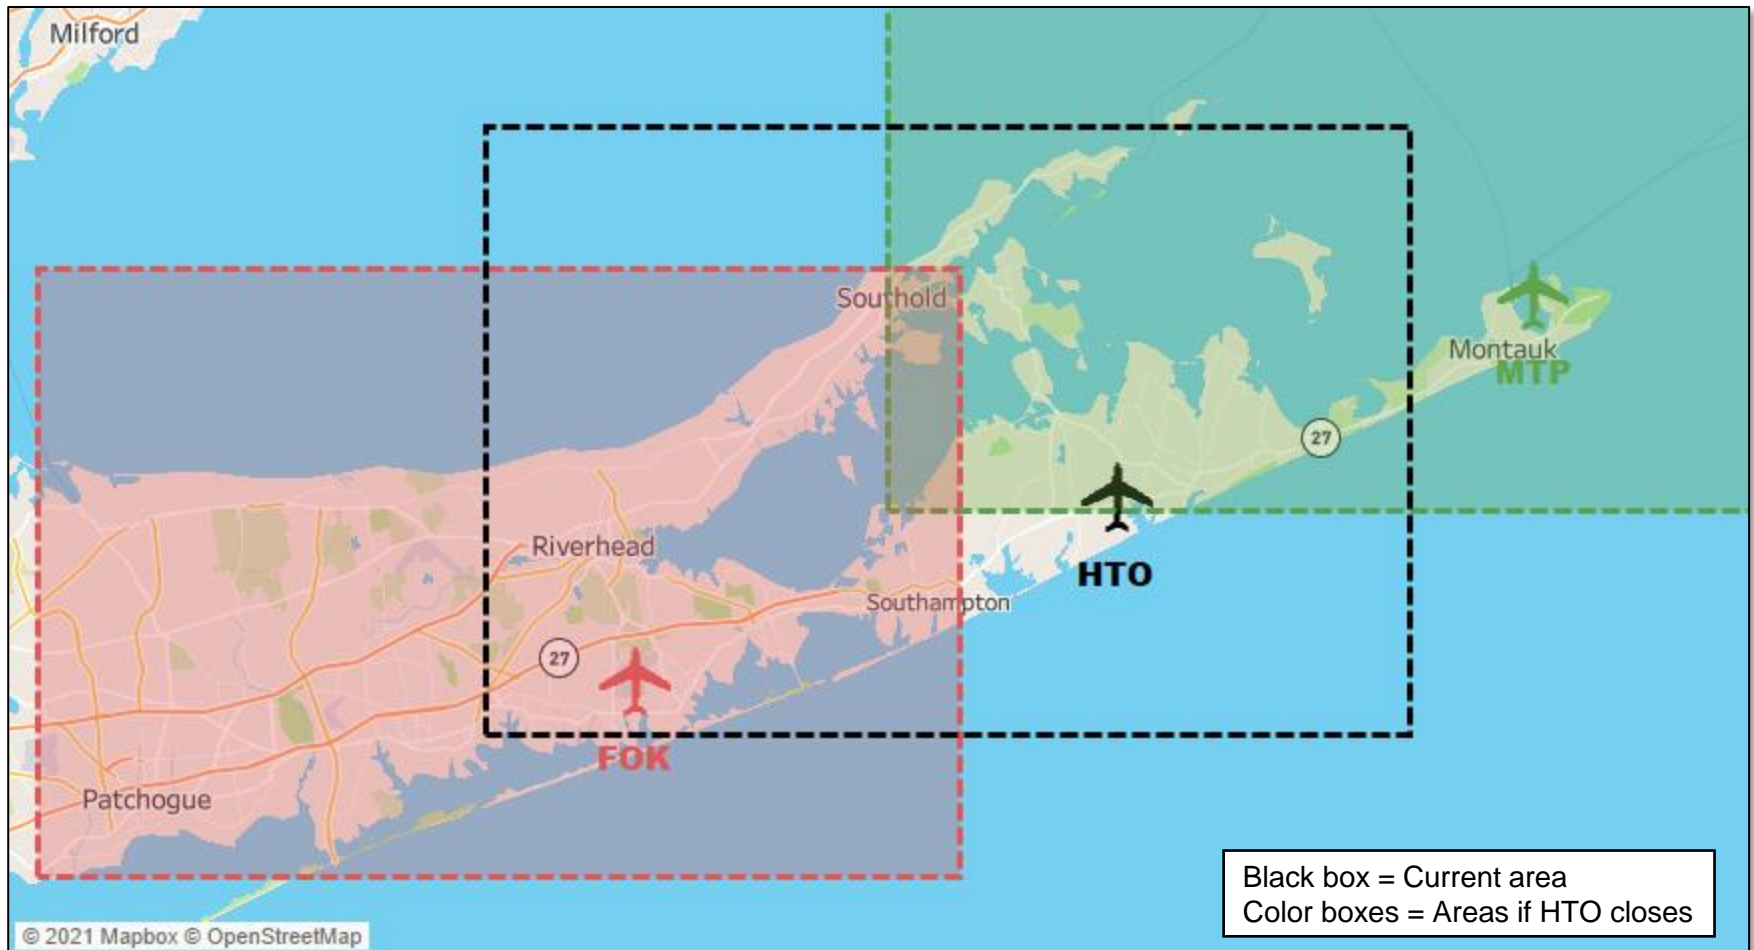 Milford
Southold
Montauk
MTP
27
Riverhead
HTO
Southampton
27
FOK
Patchogue
Black box = Current area
Color boxes = Areas if HTO closes
© 2021 Mapbox © OpenStreetMap